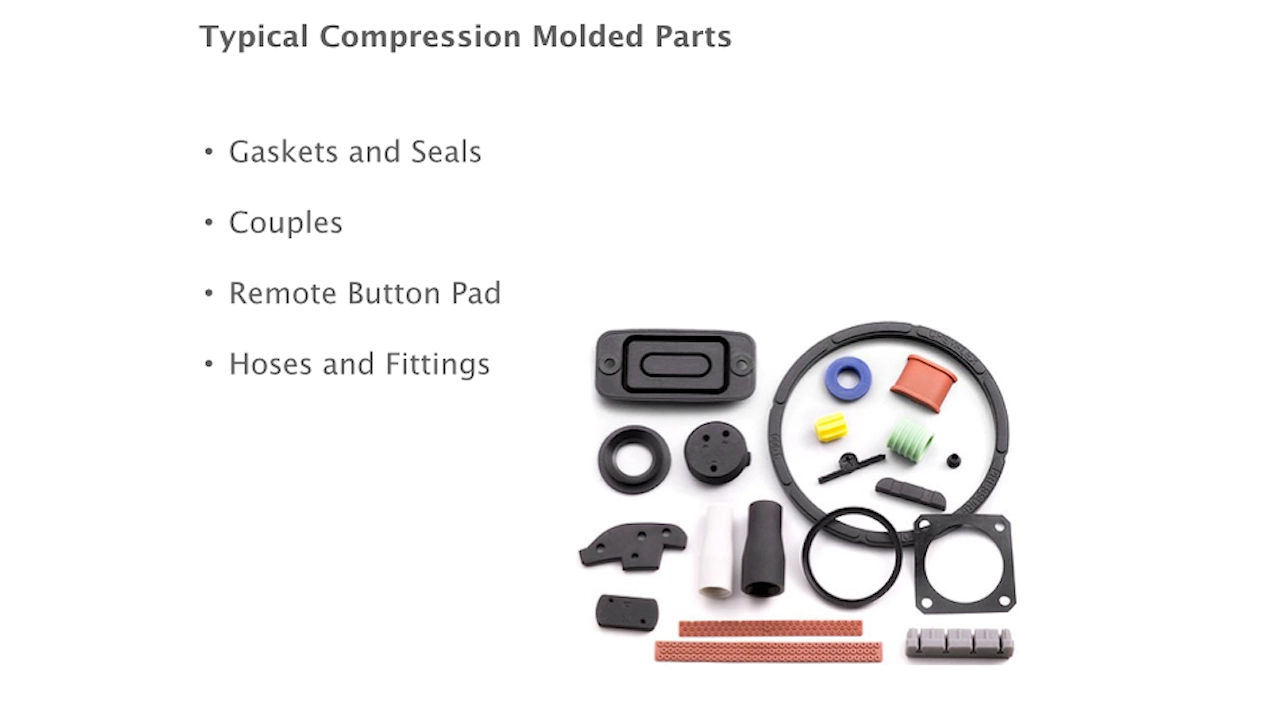 Typical Compression Molded Parts
• Gaskets and Seals
• Couples
• Remote Button Pad
• Hoses and Fittings